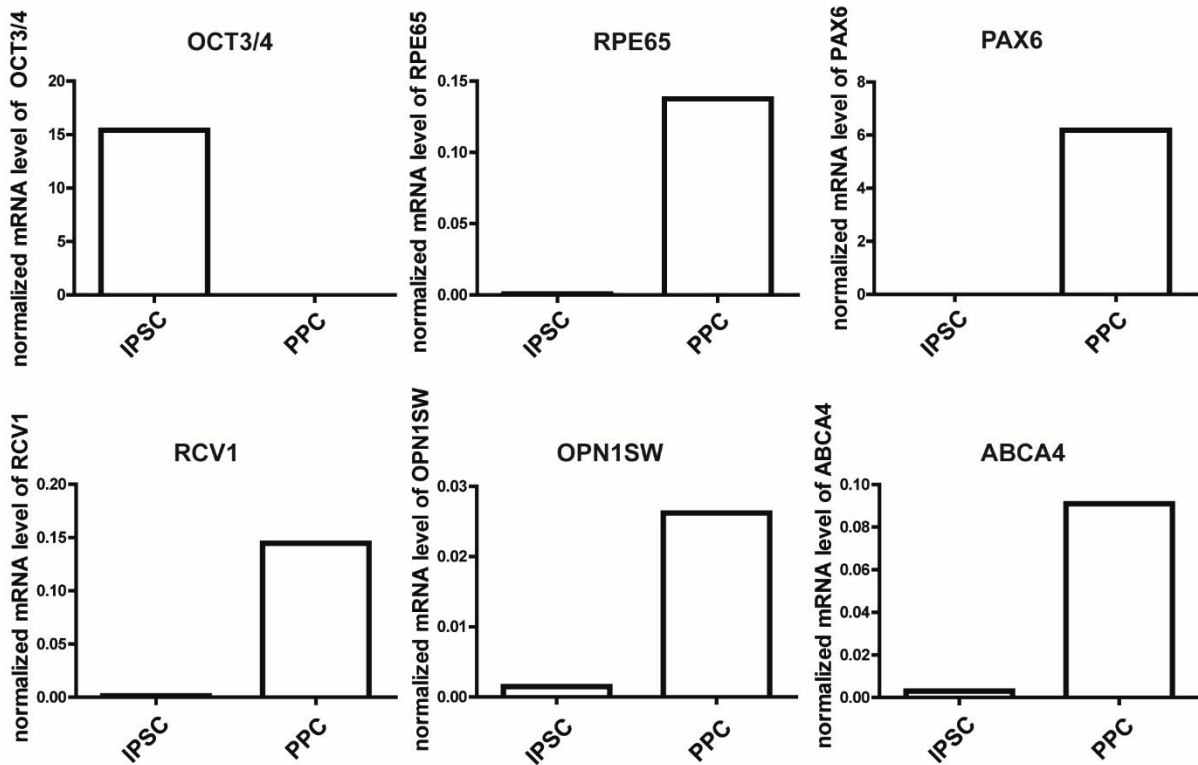 OCT3/4
normalized mRNA level of OCT3/4
20
15
10
5
0
IPSC
PPC
RPE65
normalized mRNA level of RPE65
0.15
0.10
0.05
0.00
IPSC
PPC
PAX6
normalized mRNA level of PAX6
8
6
4
2
0
IPSC
PPC
RCV1
normalized mRNA level of RCV1
0.20
0.15
0.10
0.05
0.00
IPSC
PPC
OPN1SW
normalized mRNA level of OPN1SW
0.03
0.02
0.01
0.00
IPSC
PPC
ABCA4
normalized mRNA level of ABCA4
0.10
0.08
0.06
0.04
0.02
0.00
IPSC
PPC